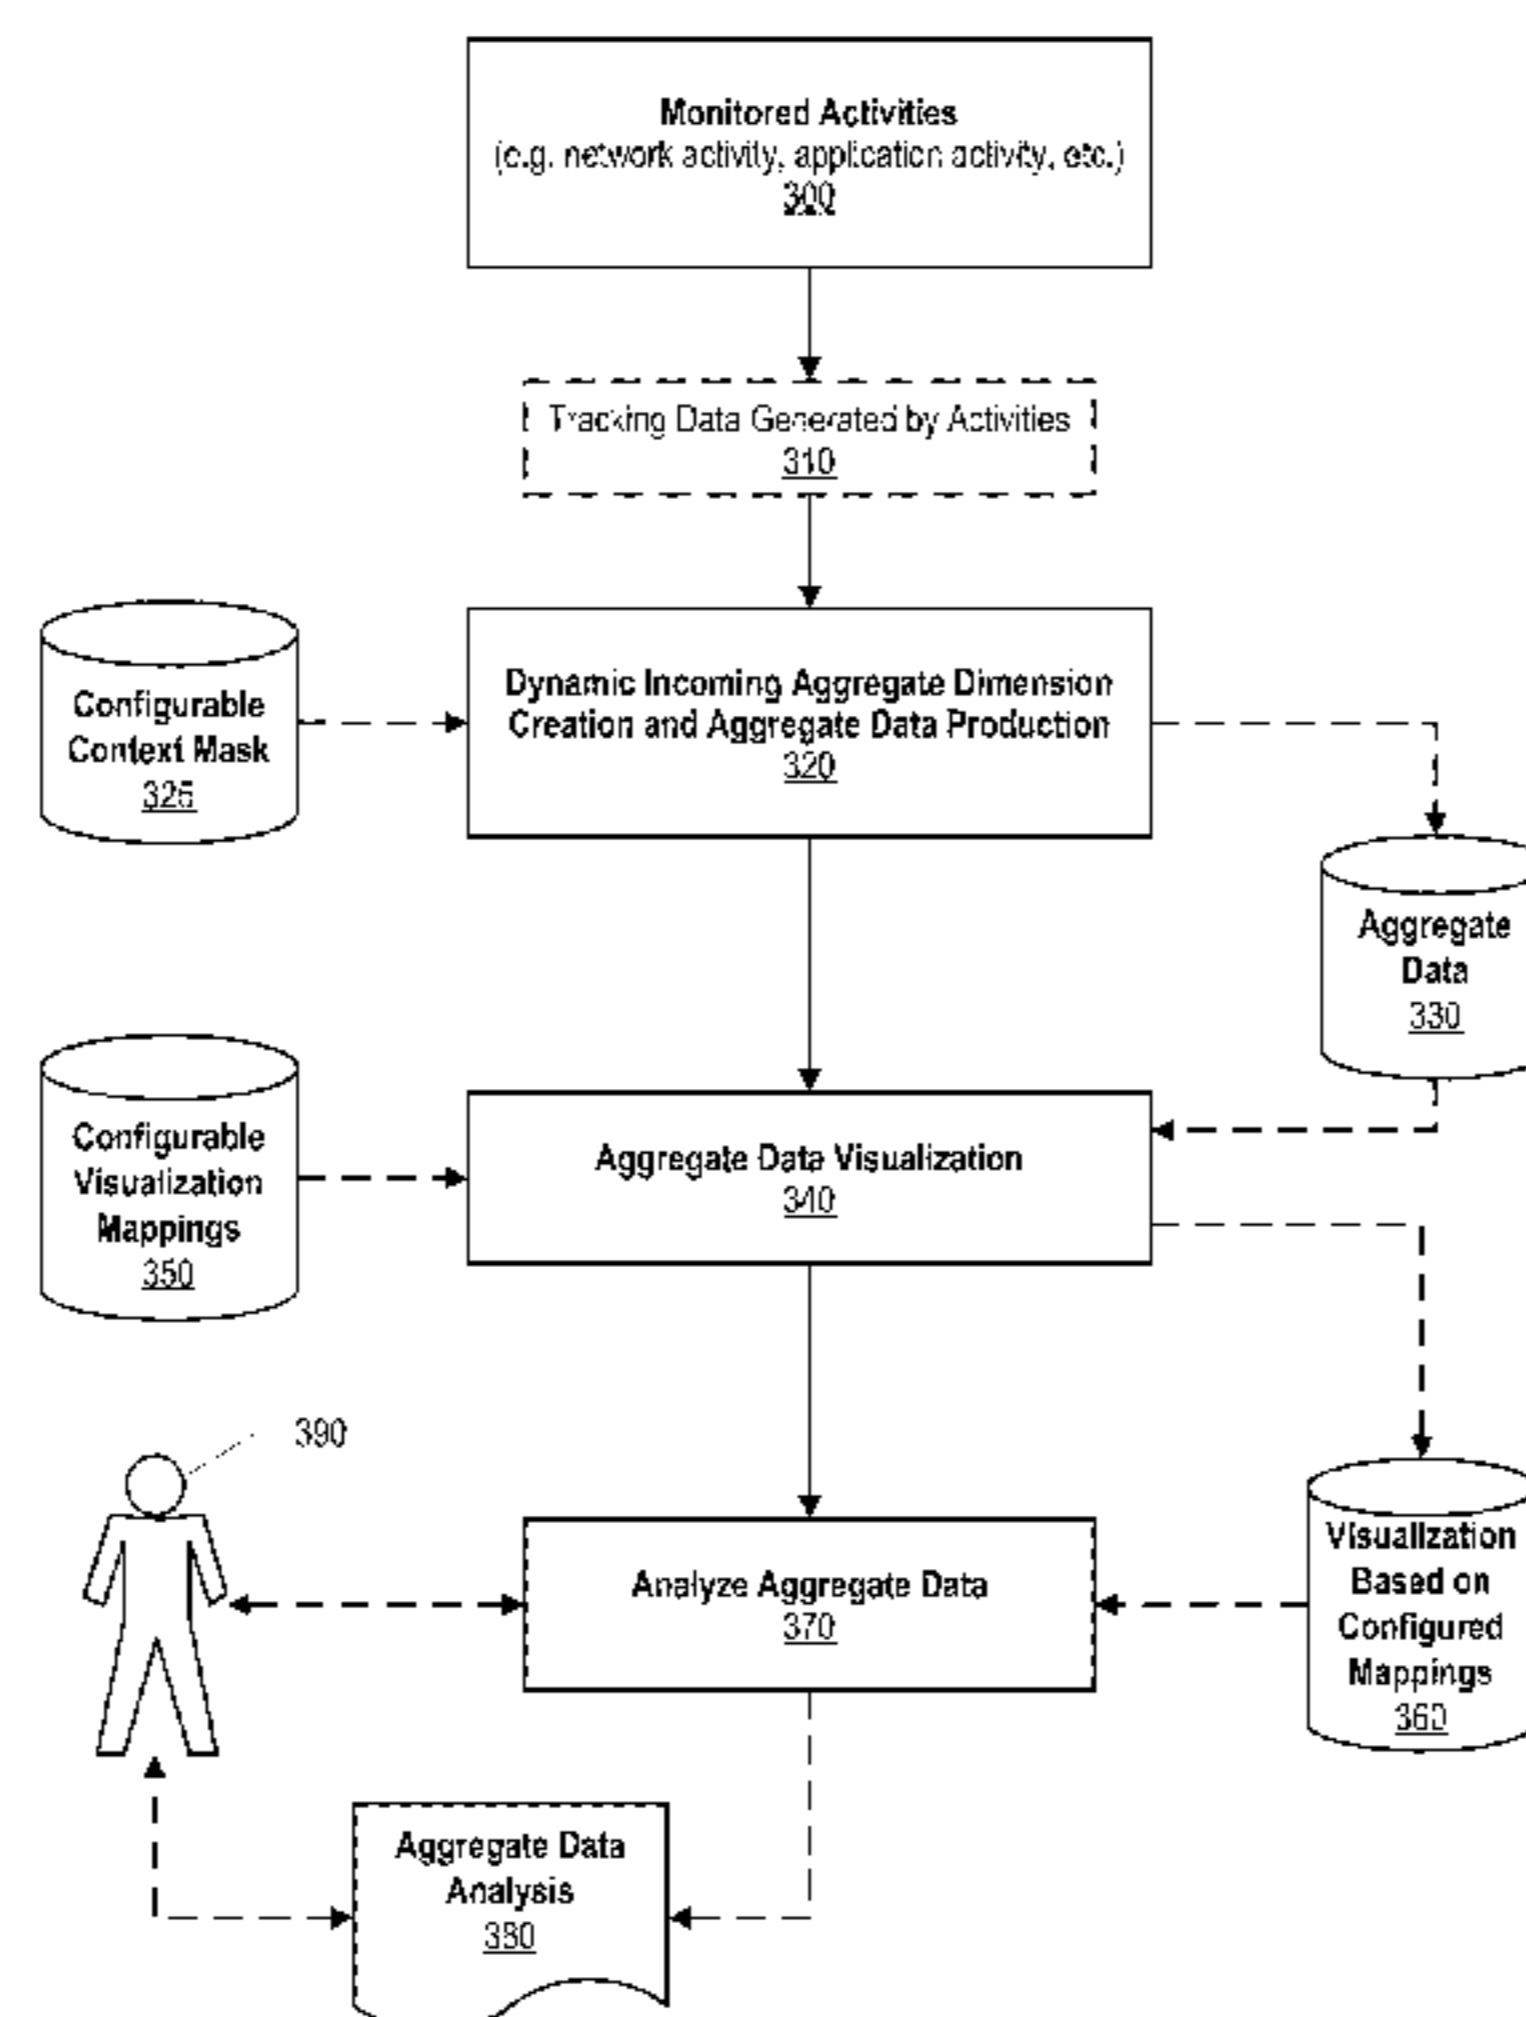 Monitored Activities
(e.g. network activity, application activity, etc.)
300
Tracking Data Generated by Activities
310
Configurable
Context Mask
325
Dynamic Incoming Aggregate Dimension
Creation and Aggregate Data Production
320
Aggregate
Data
330
Configurable
Visualization
Mappings
350
Aggregate Data Visualization
340
390
Analyze Aggregate Data
370
Visualization
Based on
Configured
Mappings
360
Aggregate Data
Analysis
380